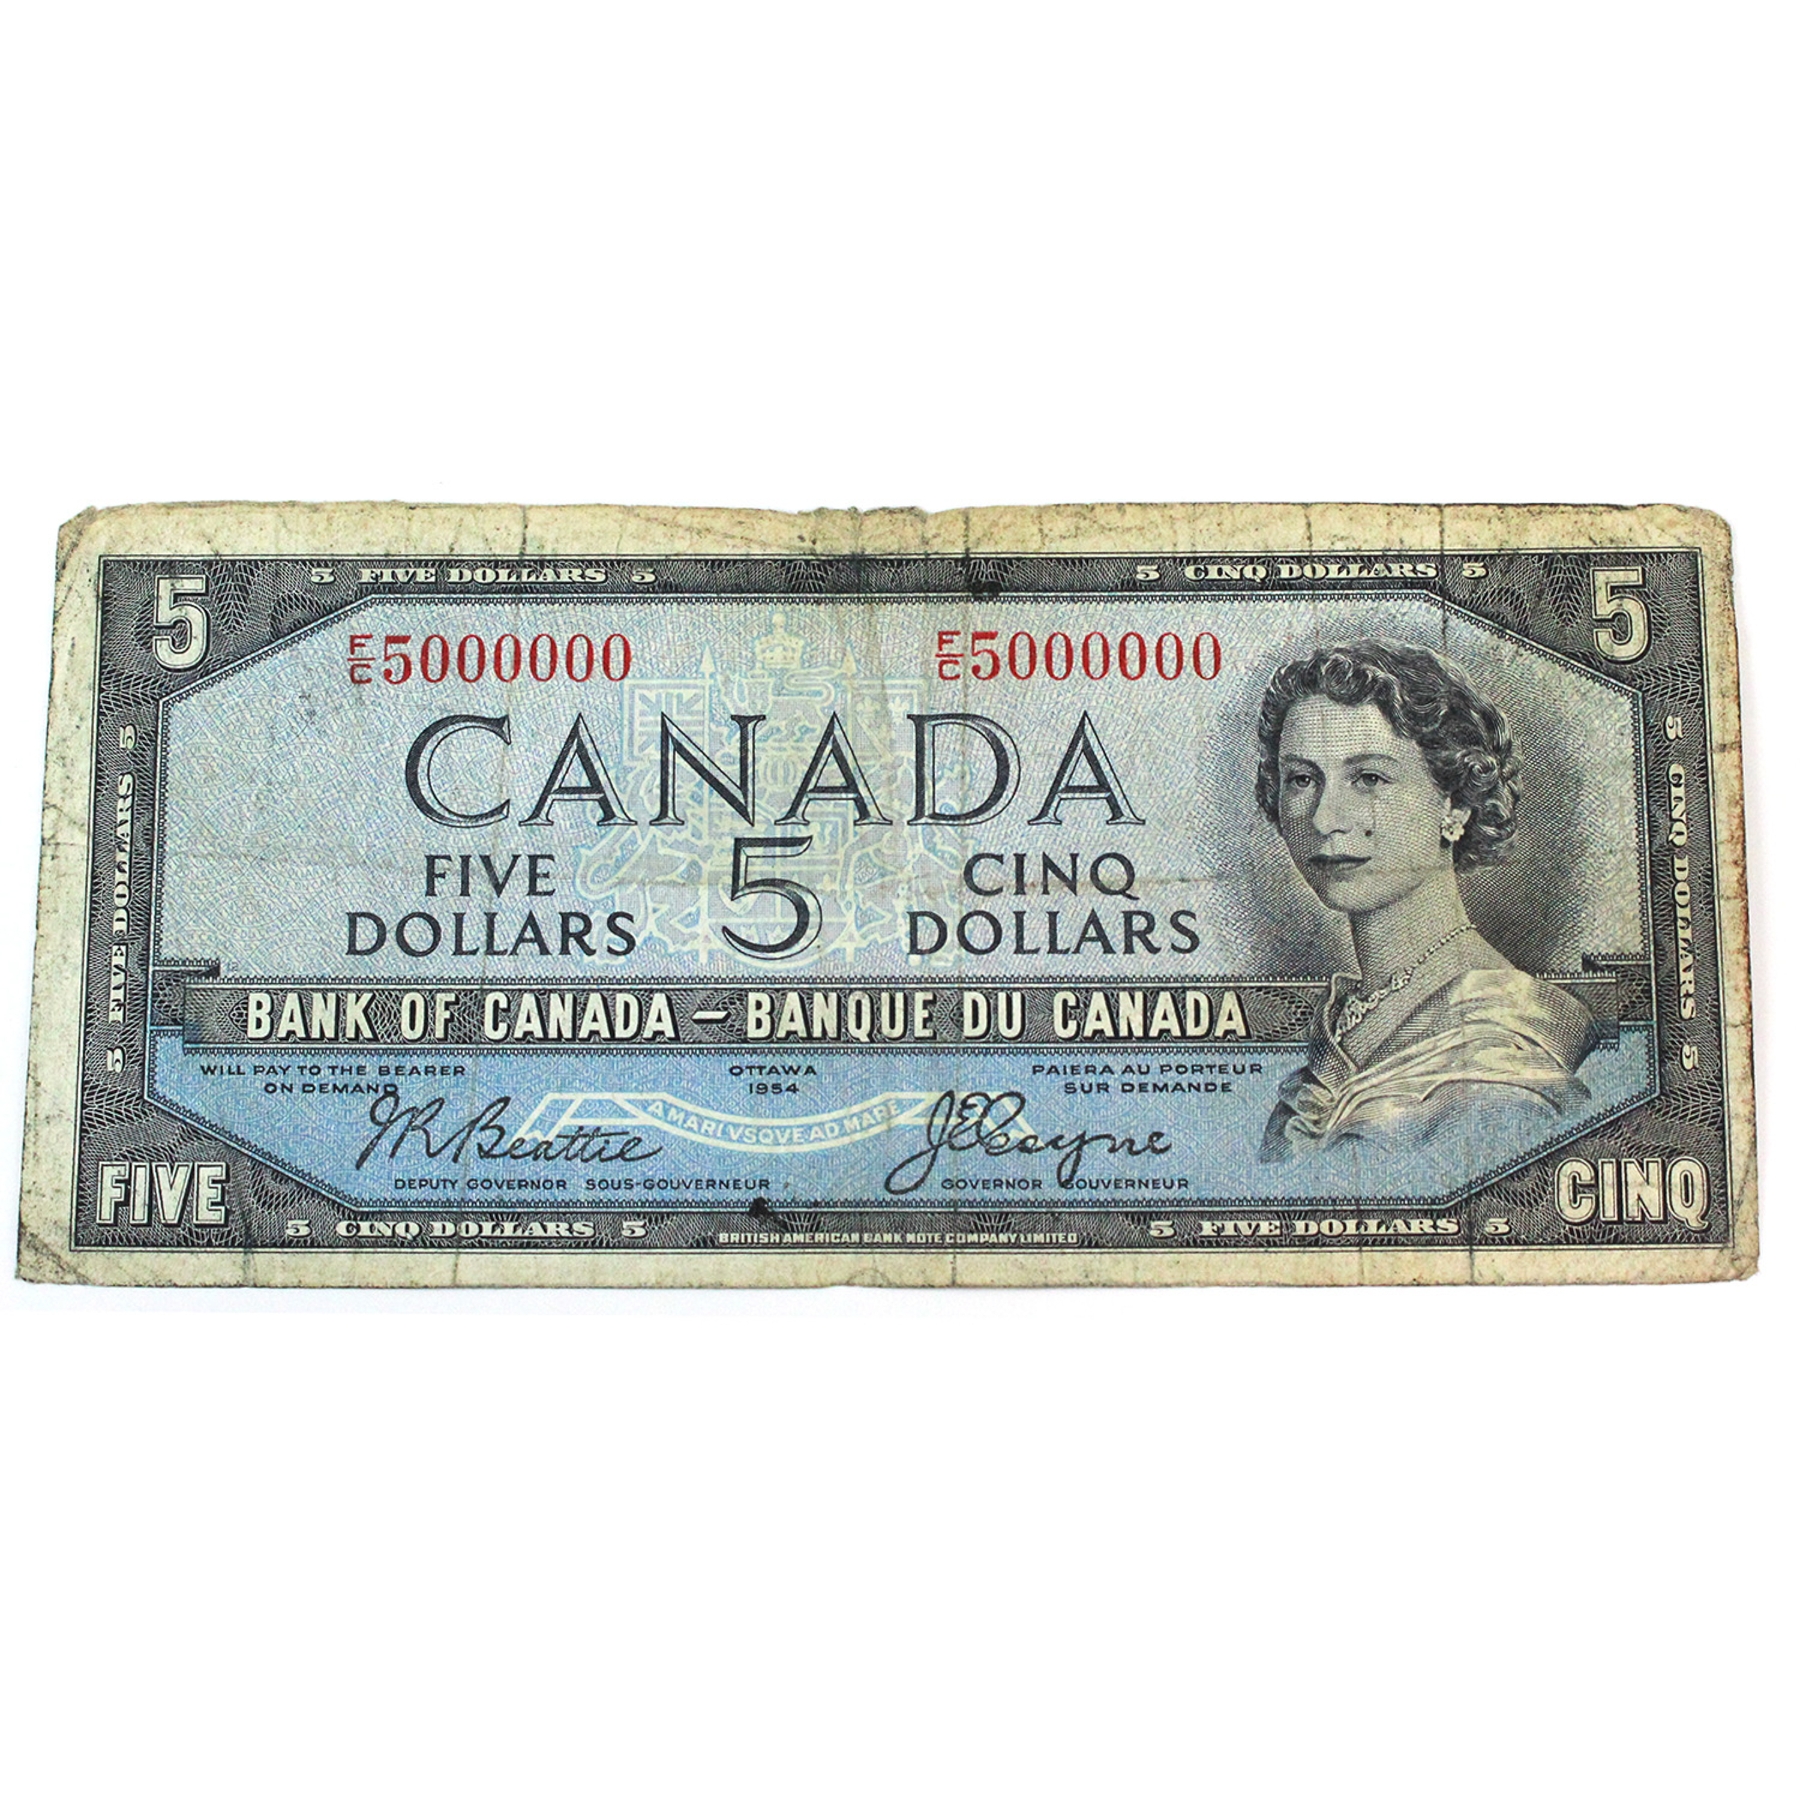 5 5 FIVE DOLLARS 5 5 CINQ DOLLARS 5 5
F/C 5000000 F/C 5000000
CANADA
FIVE 5 CINQ
DOLLARS DOLLARS
5 FIVE DOLLARS 5
5 CINQ DOLLARS 5
BANK OF CANADA – BANQUE DU CANADA
WILL PAY TO THE BEARER OTTAWA PAIERA AU PORTEUR
ON DEMAND 1954 SUR DEMANDE
A MARI VSQVE AD MARE
JR Beattie JECoyne
DEPUTY GOVERNOR SOUS-GOUVERNEUR GOVERNOR GOUVERNEUR
FIVE CINQ
5 CINQ DOLLARS 5 BRITISH AMERICAN BANK NOTE COMPANY LIMITED 5 FIVE DOLLARS 5